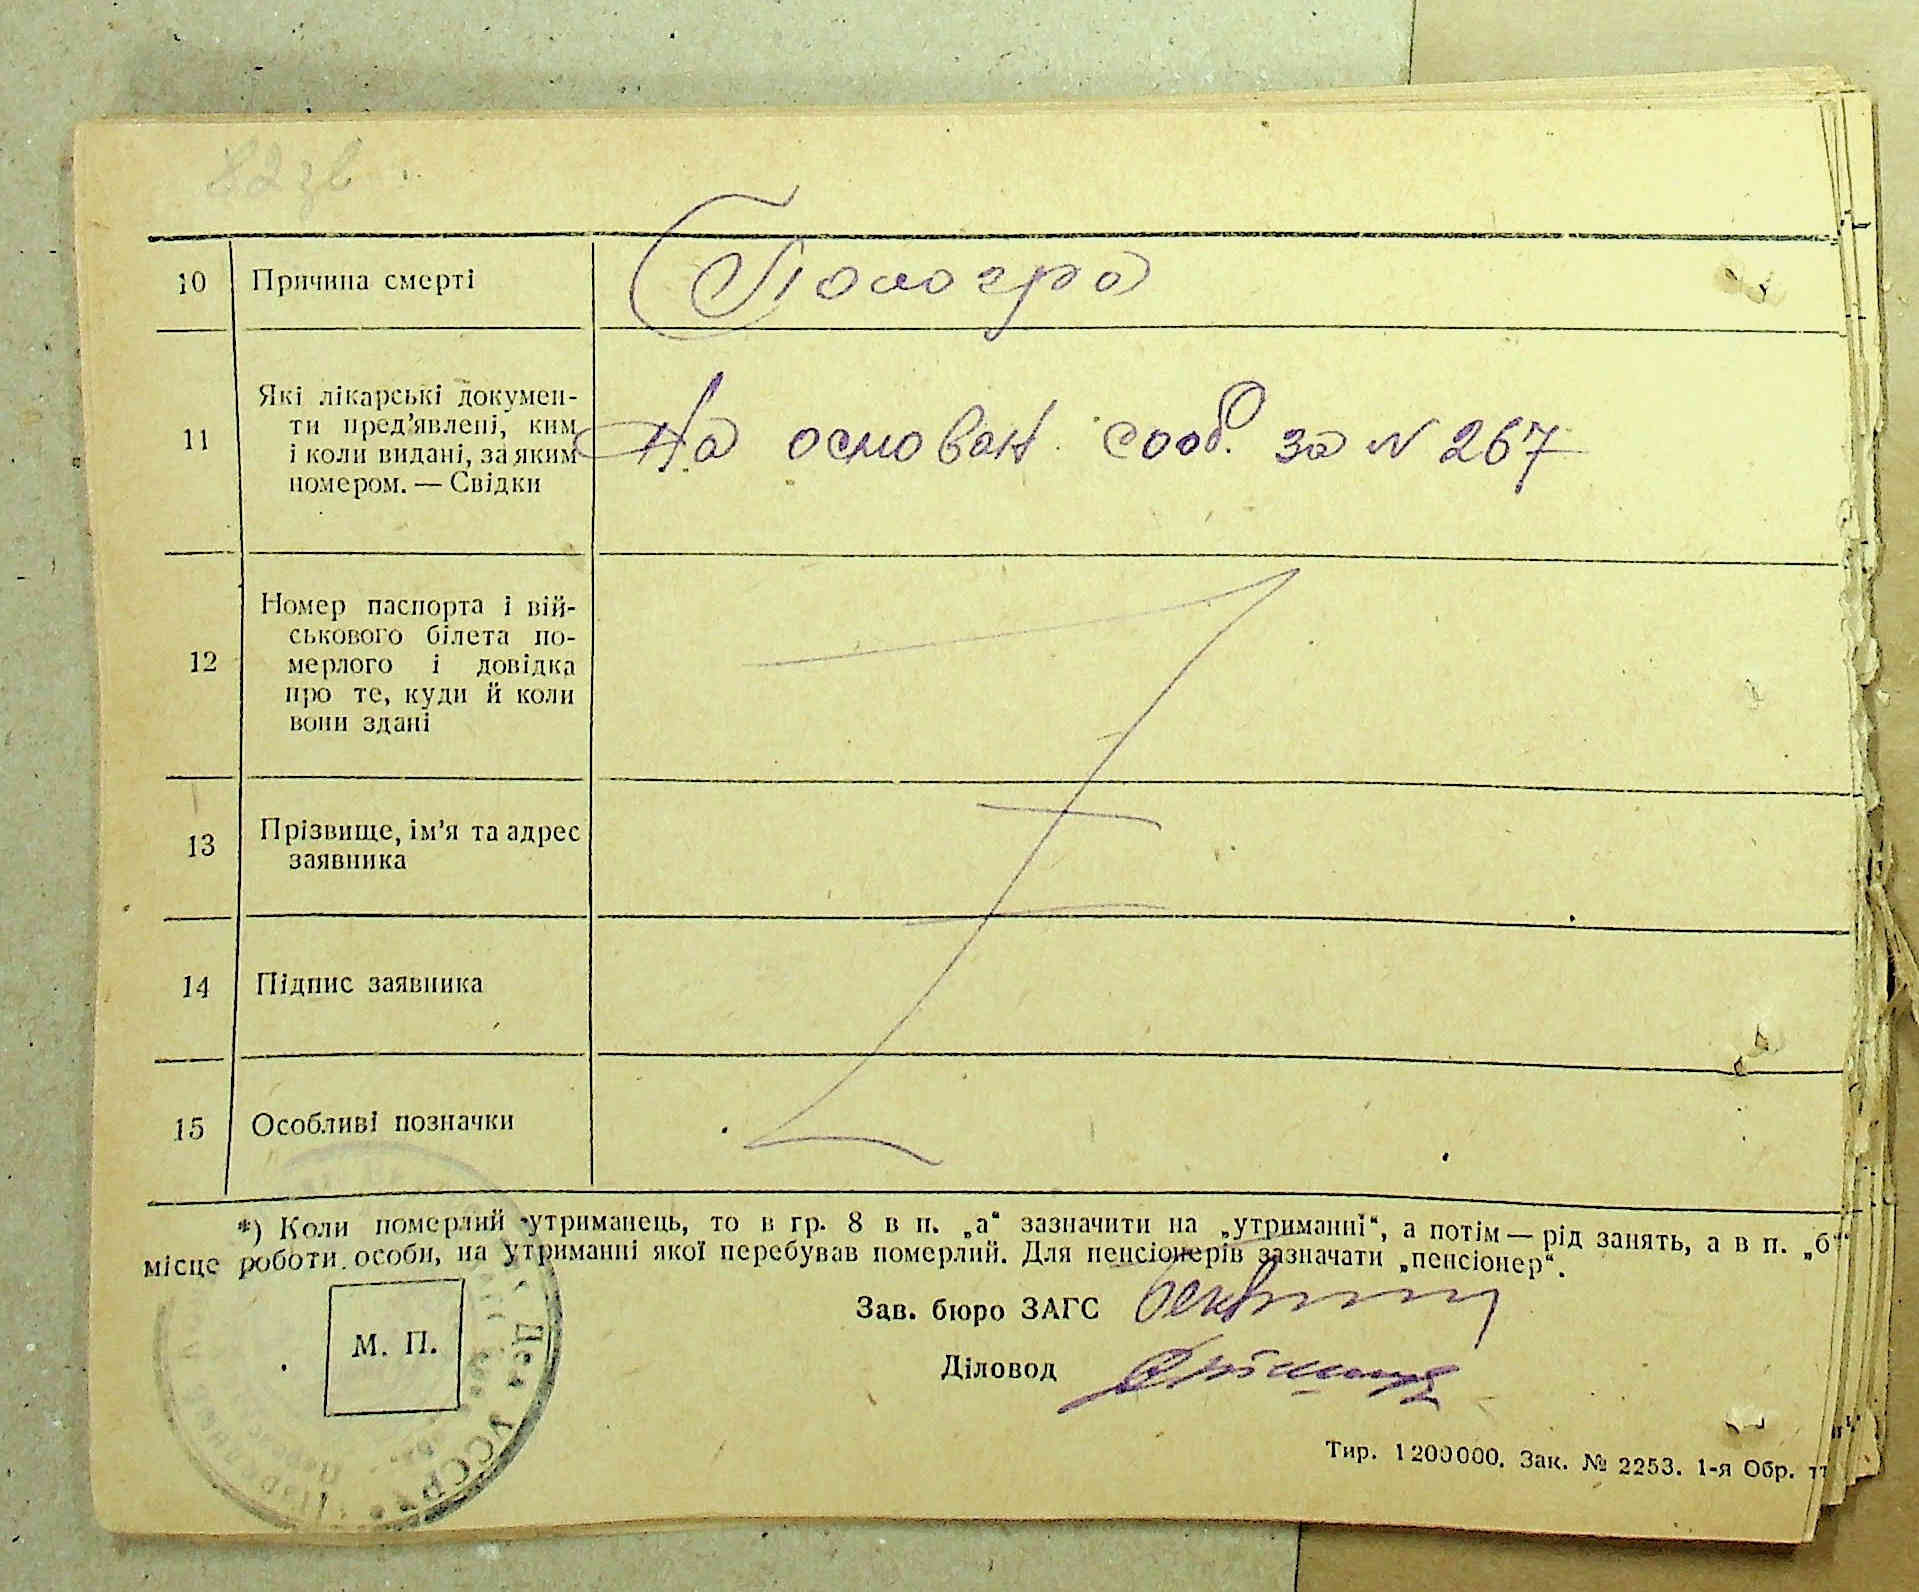 82 зв
10 Причина смерті
11 Які лікарські докумен-
ти пред'явлені, ким
і коли видані, за яким
номером. — Свідки
На основан. сооб. за N 267
12 Номер паспорта і вій-
ськового білета по-
мерлого і довідка
про те, куди й коли
вони здані
13 Прізвище, ім'я та адрес
заявника
14 Підпис заявника
15 Особливі позначки
*) Коли померлий утриманець, то в гр. 8 в п. „а“ зазначити на „утриманні“, а потім — рід занять, а в п. „б“
місце роботи особи, на утриманні якої перебував померлий. Для пенсіонерів зазначати „пенсіонер“.
Зав. бюро ЗАГС
М. П.
Діловод
УССР
Тир. 1200000. Зак. № 2253. 1-я Обр.